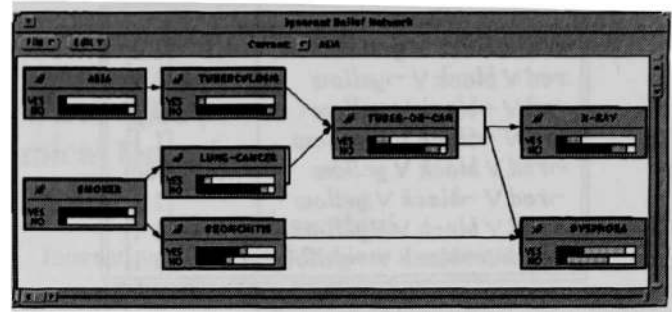 Ignorant Belief Network
File Edit Current: ASIA
ASIA
YES
NO
TUBERCULOSIS
YES
NO
TUBER-OR-CAN
YES
NO
X-RAY
YES
NO
LUNG-CANCER
YES
NO
SMOKER
YES
NO
BRONCHITIS
YES
NO
DYSPNOEA
YES
NO